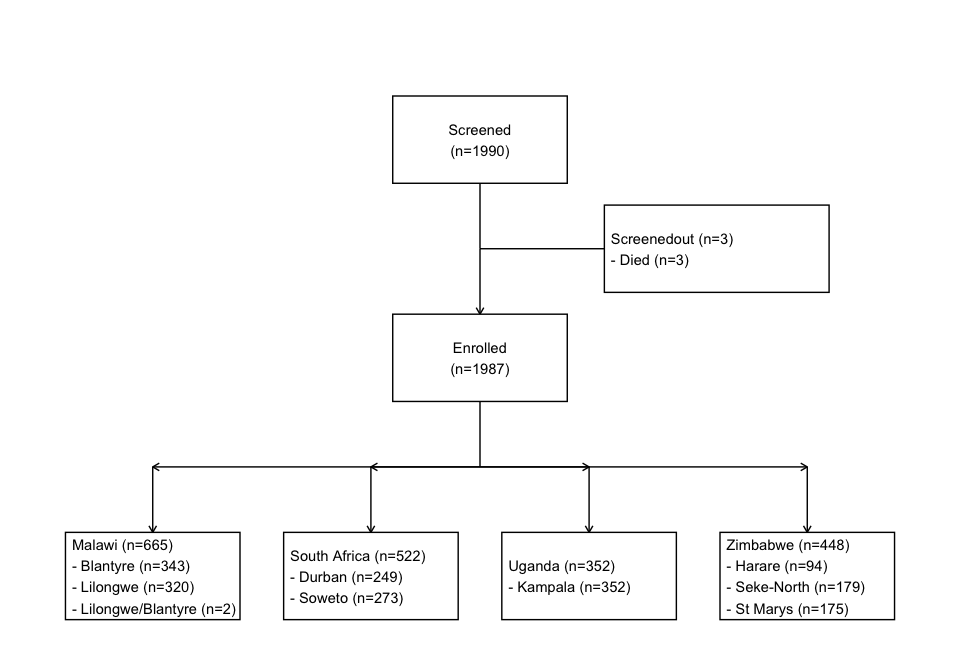 Screened
(n=1990)
Screenedout (n=3)
- Died (n=3)
Enrolled
(n=1987)
Malawi (n=665)
- Blantyre (n=343)
- Lilongwe (n=320)
- Lilongwe/Blantyre (n=2)
South Africa (n=522)
- Durban (n=249)
- Soweto (n=273)
Uganda (n=352)
- Kampala (n=352)
Zimbabwe (n=448)
- Harare (n=94)
- Seke-North (n=179)
- St Marys (n=175)